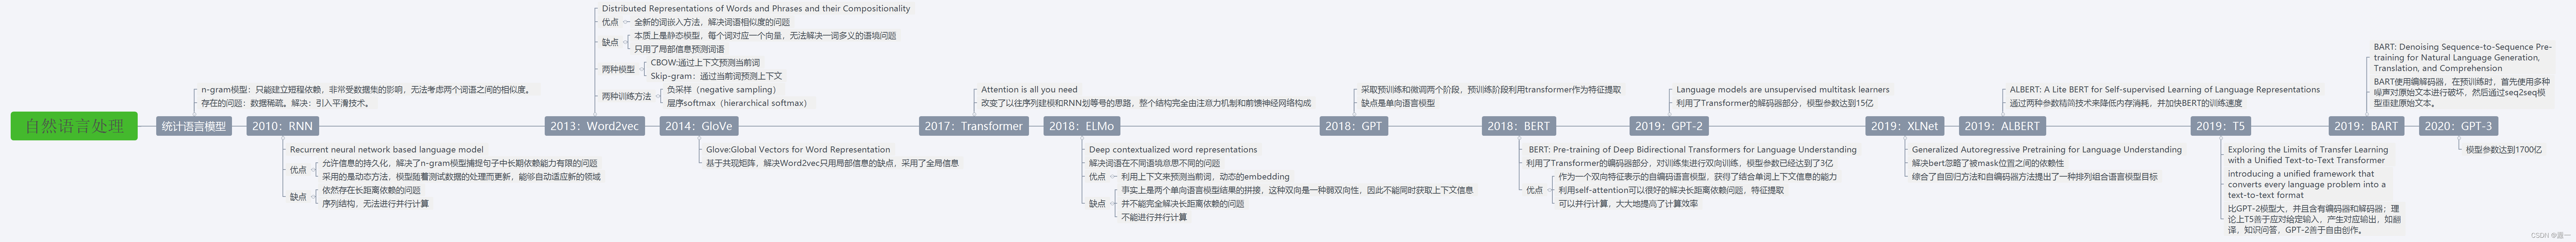 自然语言处理
统计语言模型
n-gram模型：只能建立短程依赖，非常受数据集的影响，无法考虑两个词语之间的相似度。
存在的问题：数据稀疏。解决：引入平滑技术。
2010：RNN
Recurrent neural network based language model
优点
允许信息的持久化，解决了n-gram模型捕捉句子中长期依赖能力有限的问题
采用的是动态方法，模型随着测试数据的处理而更新，能够自动适应新的领域
缺点
依然存在长距离依赖的问题
序列结构，无法进行并行计算
2013：Word2vec
Distributed Representations of Words and Phrases and their Compositionality
优点
全新的词嵌入方法，解决词语相似度的问题
缺点
本质上是静态模型，每个词对应一个向量，无法解决一词多义的语境问题
只用了局部信息预测词语
两种模型
CBOW:通过上下文预测当前词
Skip-gram：通过当前词预测上下文
两种训练方法
负采样（negative sampling）
层序softmax（hierarchical softmax）
2014：GloVe
Glove:Global Vectors for Word Representation
基于共现矩阵，解决Word2vec只用局部信息的缺点，采用了全局信息
2017：Transformer
Attention is all you need
改变了以往序列建模和RNN划等号的思路，整个结构完全由注意力机制和前馈神经网络构成
2018：ELMo
Deep contextualized word representations
解决词语在不同语境意思不同的问题
优点
利用上下文来预测当前词，动态的embedding
缺点
事实上是两个单向语言模型结果的拼接，这种双向是一种弱双向性，因此不能同时获取上下文信息
并不能完全解决长距离依赖的问题
不能进行并行计算
2018：GPT
采取预训练和微调两个阶段，预训练阶段利用transformer作为特征提取
缺点是单向语言模型
2018：BERT
BERT: Pre-training of Deep Bidirectional Transformers for Language Understanding
利用了Transformer的编码器部分，对训练集进行双向训练，模型参数已经达到了3亿
优点
作为一个双向特征表示的自编码语言模型，获得了结合单词上下文信息的能力
利用self-attention可以很好的解决长距离依赖问题，特征提取
可以并行计算，大大地提高了计算效率
2019：GPT-2
Language models are unsupervised multitask learners
利用了Transformer的解码器部分，模型参数达到15亿
2019：XLNet
Generalized Autoregressive Pretraining for Language Understanding
解决bert忽略了被mask位置之间的依赖性
综合了自回归方法和自编码器方法提出了一种排列组合语言模型目标
2019：ALBERT
ALBERT: A Lite BERT for Self-supervised Learning of Language Representations
通过两种参数精简技术来降低内存消耗，并加快BERT的训练速度
2019：T5
Exploring the Limits of Transfer Learning
with a Unified Text-to-Text Transformer
introducing a unified framework that
converts every language problem into a
text-to-text format
比GPT-2模型大，并且含有编码器和解码器；理
论上T5善于应对给定输入，产生对应输出，如翻
译，知识问答，GPT-2善于自由创作。
2019：BART
BART: Denoising Sequence-to-Sequence Pre-
training for Natural Language Generation,
Translation, and Comprehension
BART使用编解码器，在预训练时，首先使用多种
噪声对原始文本进行破坏，然后通过seq2seq模
型重建原始文本。
2020：GPT-3
模型参数达到1700亿